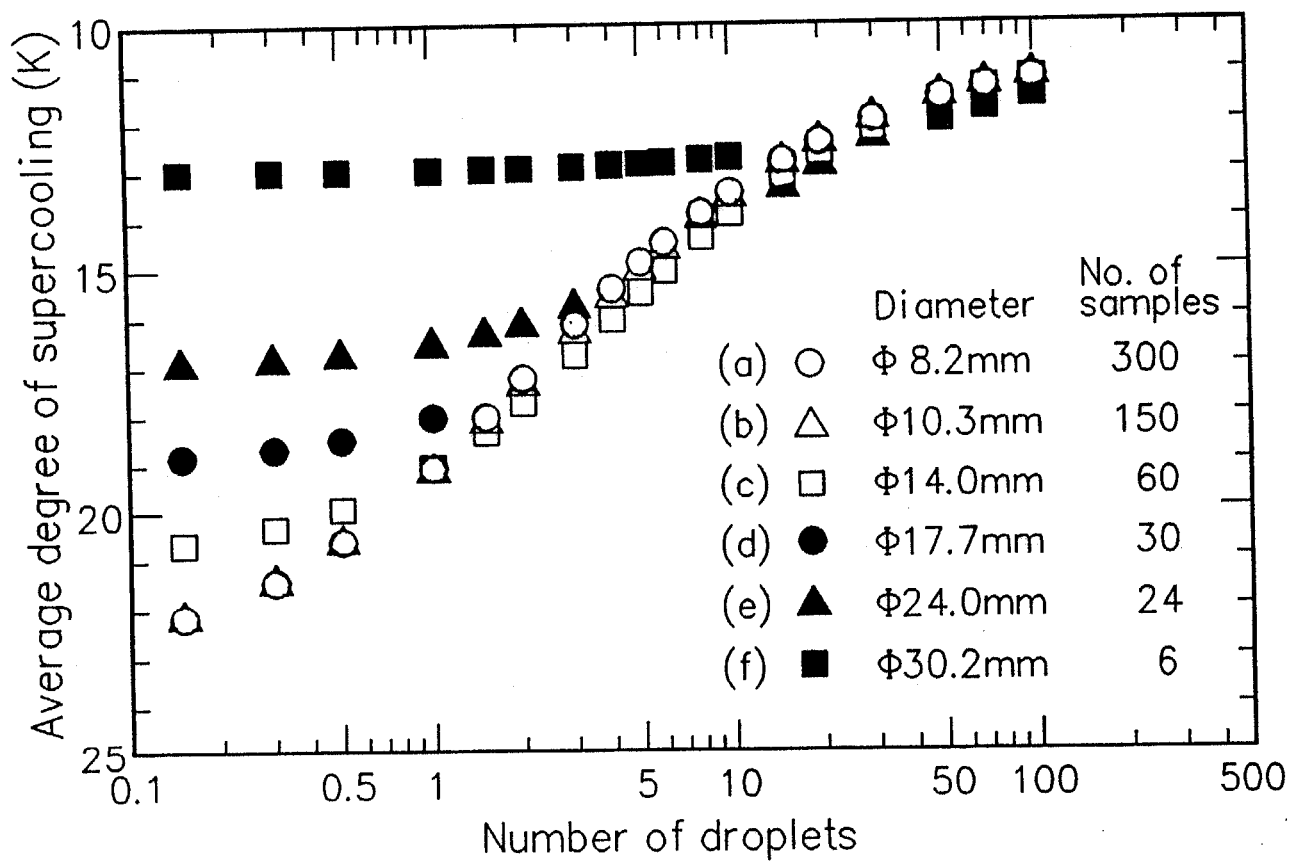 Average degree of supercooling (K)
10
15
20
25
0.1 0.5 1 5 10 50 100 500
Number of droplets
Diameter No. of samples
(a) Φ 8.2mm 300
(b) Φ10.3mm 150
(c) Φ14.0mm 60
(d) Φ17.7mm 30
(e) Φ24.0mm 24
(f) Φ30.2mm 6